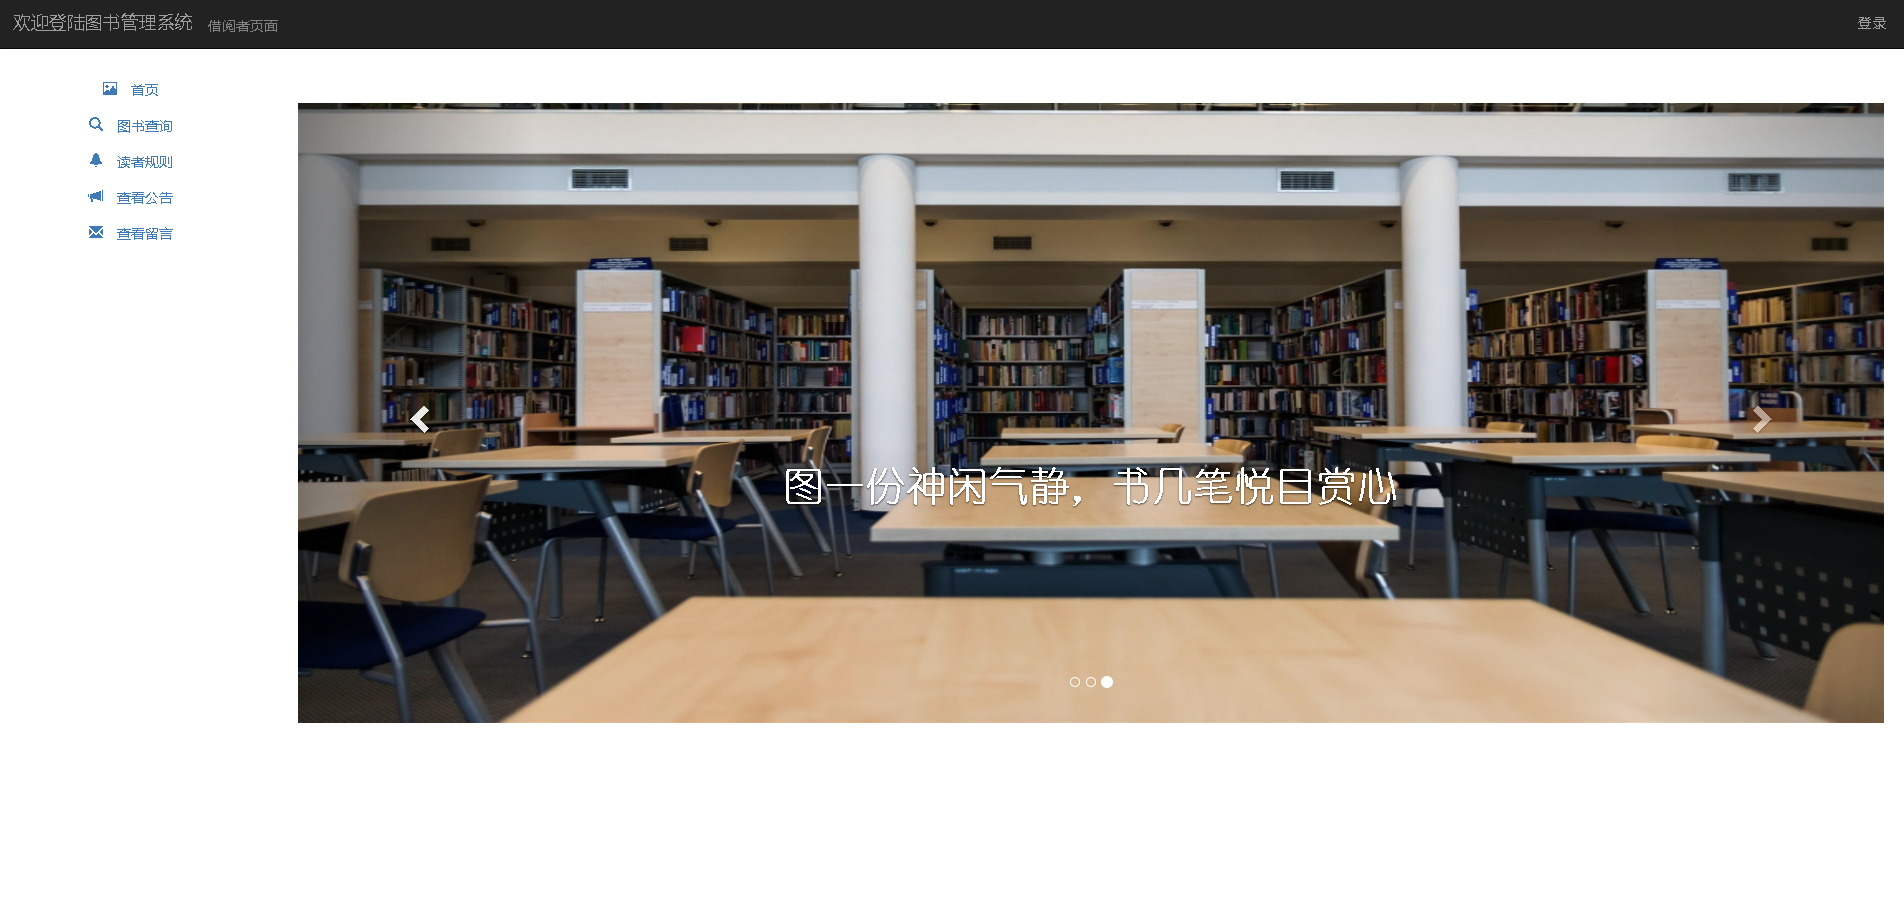 欢迎登陆图书管理系统 借阅者页面 登录
首页
图书查询
读者规则
查看公告
查看留言
图一份神闲气静，书几笔悦目赏心